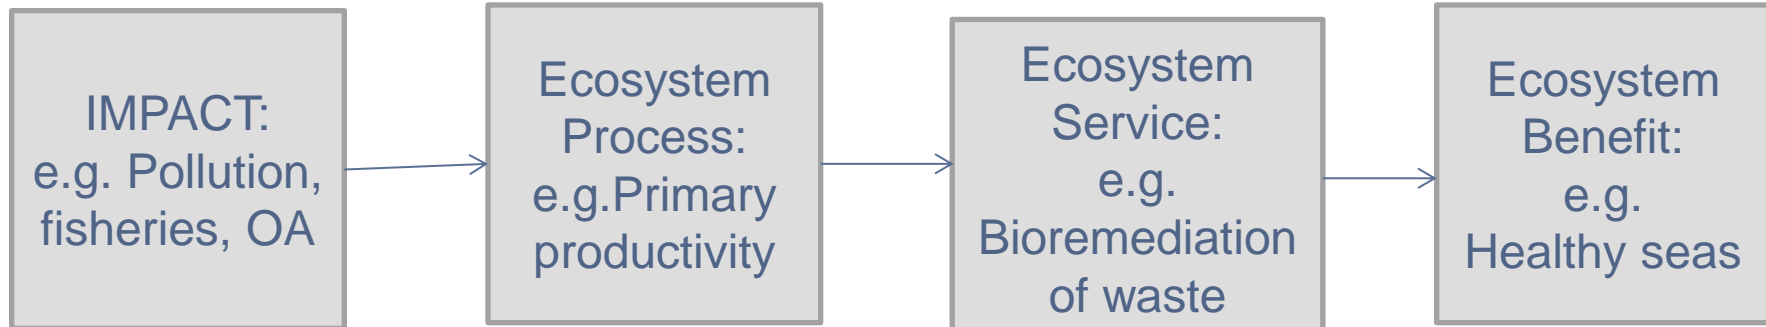 IMPACT:
e.g. Pollution,
fisheries, OA
Ecosystem
Process:
e.g.Primary
productivity
Ecosystem
Service:
e.g.
Bioremediation
of waste
Ecosystem
Benefit:
e.g.
Healthy seas